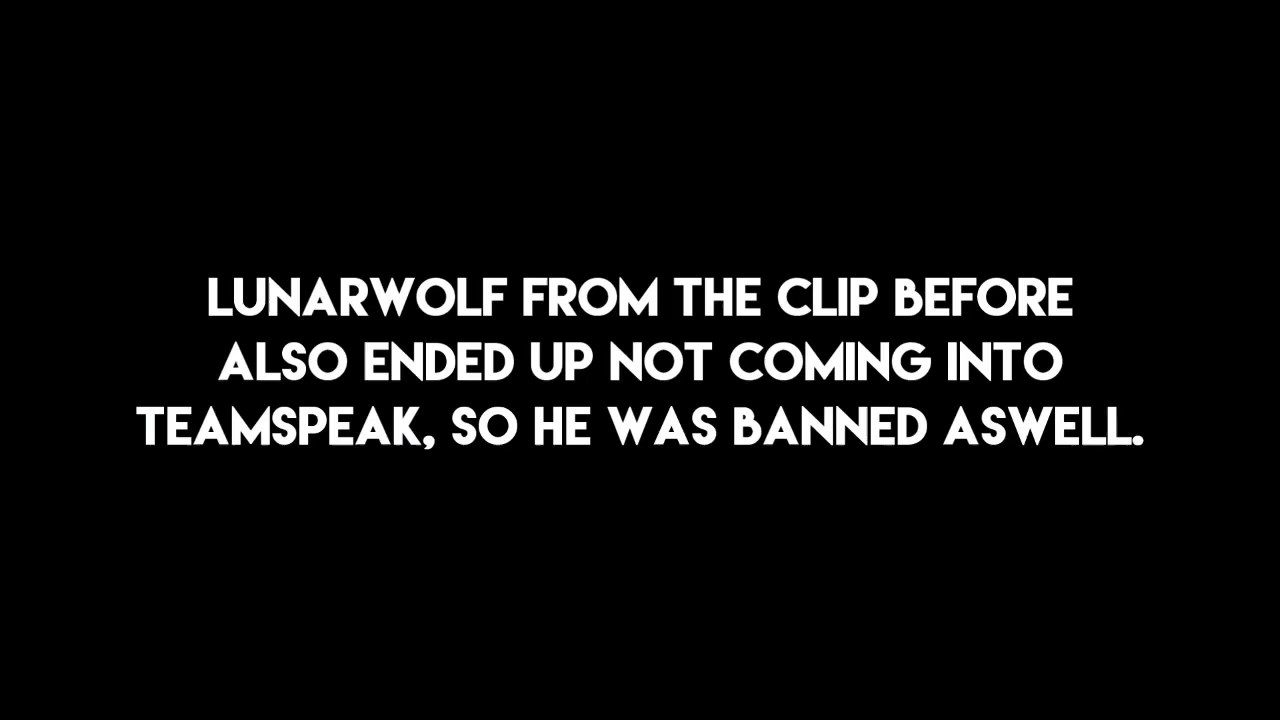 LUNARWOLF FROM THE CLIP BEFORE
ALSO ENDED UP NOT COMING INTO
TEAMSPEAK, SO HE WAS BANNED ASWELL.